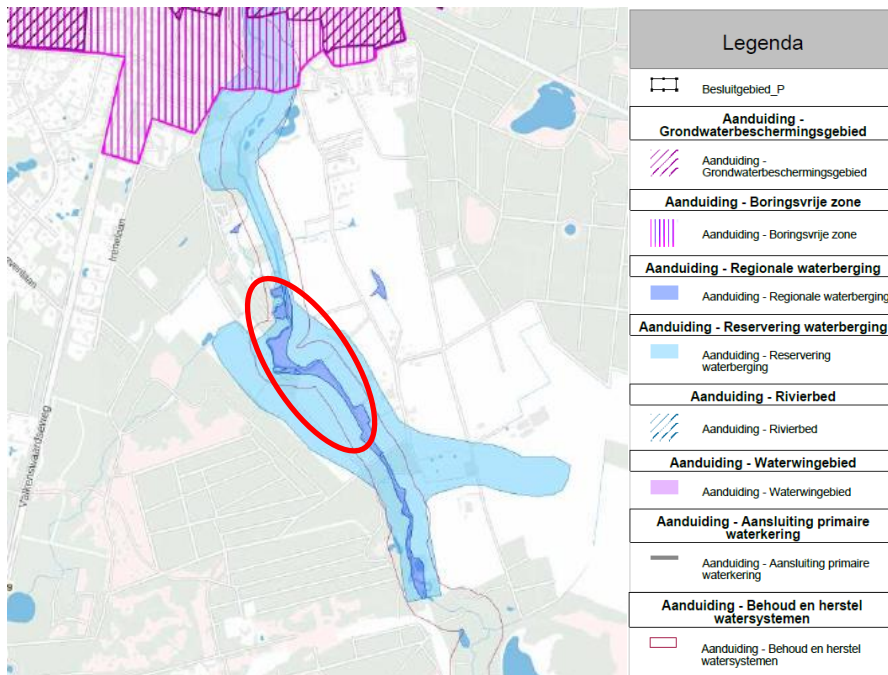 Irenelaan
Valkenswaardseweg
Legenda
Besluitgebied_P
Aanduiding -
Grondwaterbeschermingsgebied
Aanduiding -
Grondwaterbeschermingsgebied
Aanduiding - Boringsvrije zone
Aanduiding - Boringsvrije zone
Aanduiding - Regionale waterberging
Aanduiding - Regionale waterberging
Aanduiding - Reservering waterberging
Aanduiding - Reservering
waterberging
Aanduiding - Rivierbed
Aanduiding - Rivierbed
Aanduiding - Waterwingebied
Aanduiding - Waterwingebied
Aanduiding - Aansluiting primaire
waterkering
Aanduiding - Aansluiting primaire
waterkering
Aanduiding - Behoud en herstel
watersystemen
Aanduiding - Behoud en herstel
watersystemen